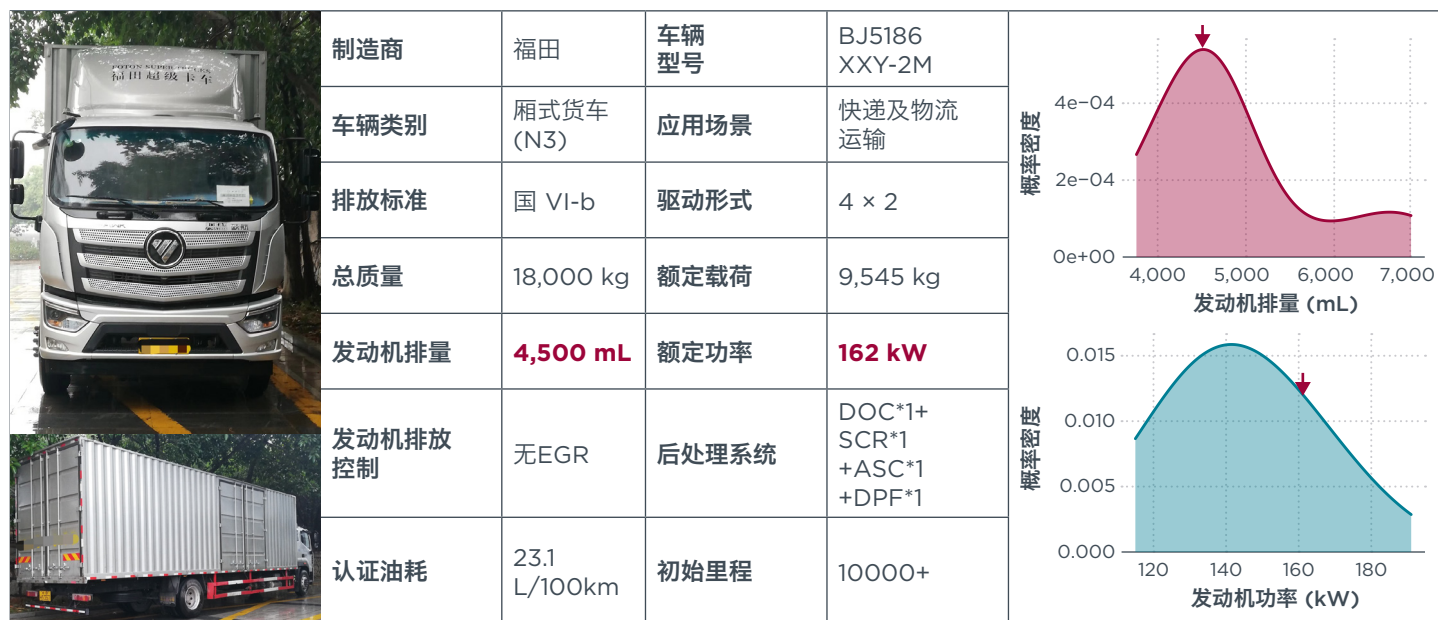 FOTON SUPER TRUCKS
福田超级卡车
制造商
福田
车辆
型号
BJ5186
XXY-2M
车辆类别
厢式货车
(N3)
应用场景
快递及物流
运输
排放标准
国 VI-b
驱动形式
4 × 2
总质量
18,000 kg
额定载荷
9,545 kg
发动机排量
4,500 mL
额定功率
162 kW
发动机排放
控制
无EGR
后处理系统
DOC*1+
SCR*1
+ASC*1
+DPF*1
认证油耗
23.1
L/100km
初始里程
10000+
概率密度
4e–04
2e–04
0e+00
4,000 5,000 6,000 7,000
发动机排量 (mL)
概率密度
0.015
0.010
0.005
0.000
120 140 160 180
发动机功率 (kW)